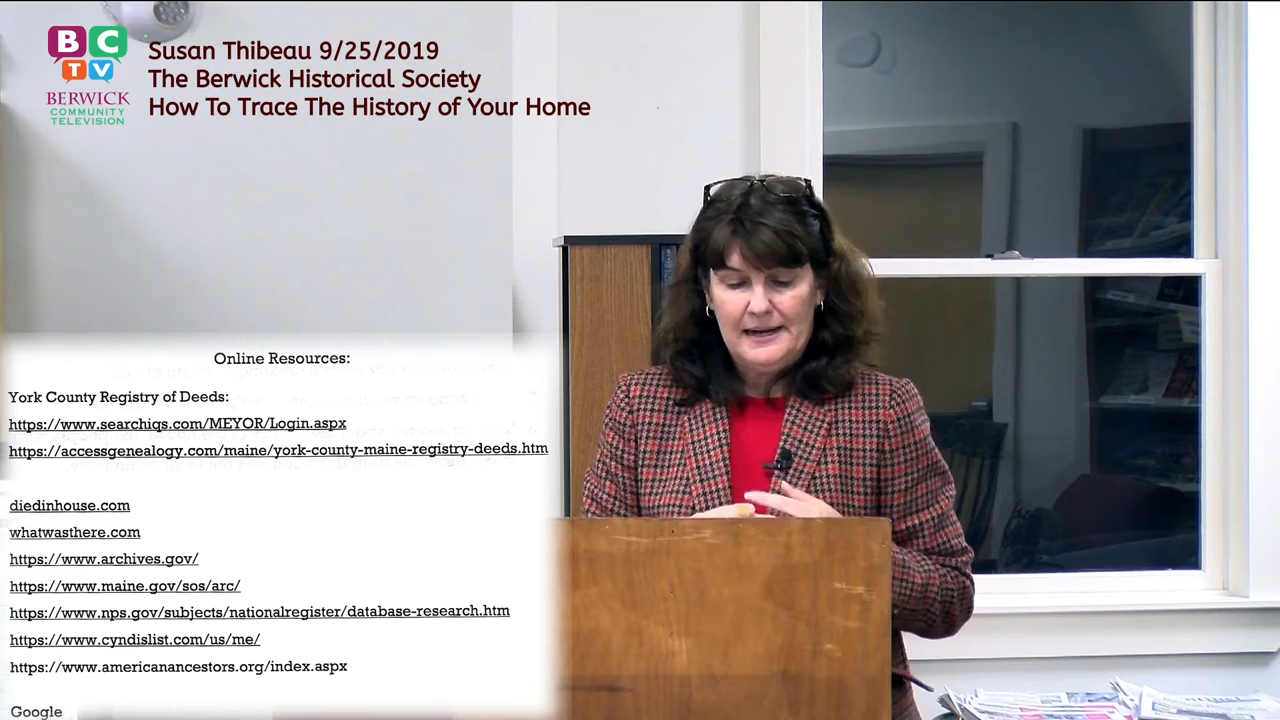 BC
TV
BERWICK
COMMUNITY
TELEVISION
Susan Thibeau 9/25/2019
The Berwick Historical Society
How To Trace The History of Your Home
Online Resources:
York County Registry of Deeds:
https://www.searchiqs.com/MEYOR/Login.aspx
https://accessgenealogy.com/maine/york-county-maine-registry-deeds.htm
diedinhouse.com
whatwasthere.com
https://www.archives.gov/
https://www.maine.gov/sos/arc/
https://www.nps.gov/subjects/nationalregister/database-research.htm
https://www.cyndislist.com/us/me/
https://www.americanancestors.org/index.aspx
Google